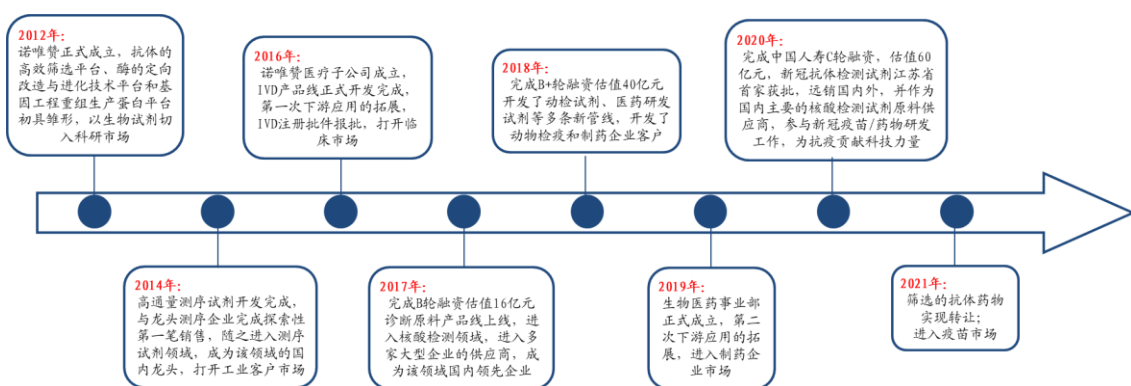 2012年：
诺唯赞正式成立，抗体的
高效筛选平台、酶的定向
改造与进化技术平台和基
因工程重组生产蛋白平台
初具雏形，以生物试剂切
入科研市场
2014年：
高通量测序试剂开发完成，
与龙头测序企业完成探索性
第一笔销售，随之进入测序
试剂领域，成为该领域的国
内龙头，打开工业客户市场
2016年：
诺唯赞医疗子公司成立，
IVD产品线正式开发完成，
第一次下游应用的拓展，
IVD注册批件报批，打开临
床市场
2017年：
完成B轮融资估值16亿元
诊断原料产品线上线，进
入核酸检测领域，进入多
家大型企业的供应商，成
为该领域国内领先企业
2018年：
完成B+轮融资估值40亿元
开发了动检试剂、医药研发
试剂等多条新管线，开发了
动物检疫和制药企业客户
2019年：
生物医药事业部
正式成立，第二
次下游应用的拓
展，进入制药企
业市场
2020年：
完成中国人寿C轮融资，估值60
亿元，新冠抗体检测试剂江苏省
首家获批，远销国内外，并作为
国内主要的核酸检测试剂原料供
应商，参与新冠疫苗/药物研发
工作，为抗疫贡献科技力量
2021年：
筛选的抗体药物
实现转让；
进入疫苗市场